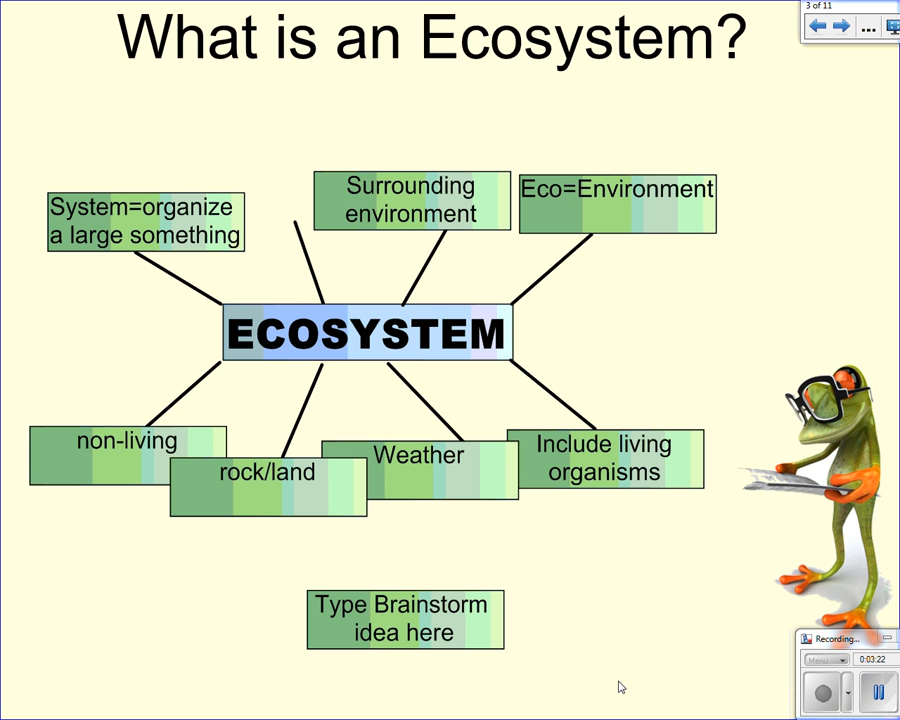 What is an Ecosystem?
3 of 11
...
System=organize
a large something
Surrounding
environment
Eco=Environment
ECOSYSTEM
non-living
rock/land
Weather
Include living
organisms
Type Brainstorm
idea here
Recording...
Menu
0:03:22